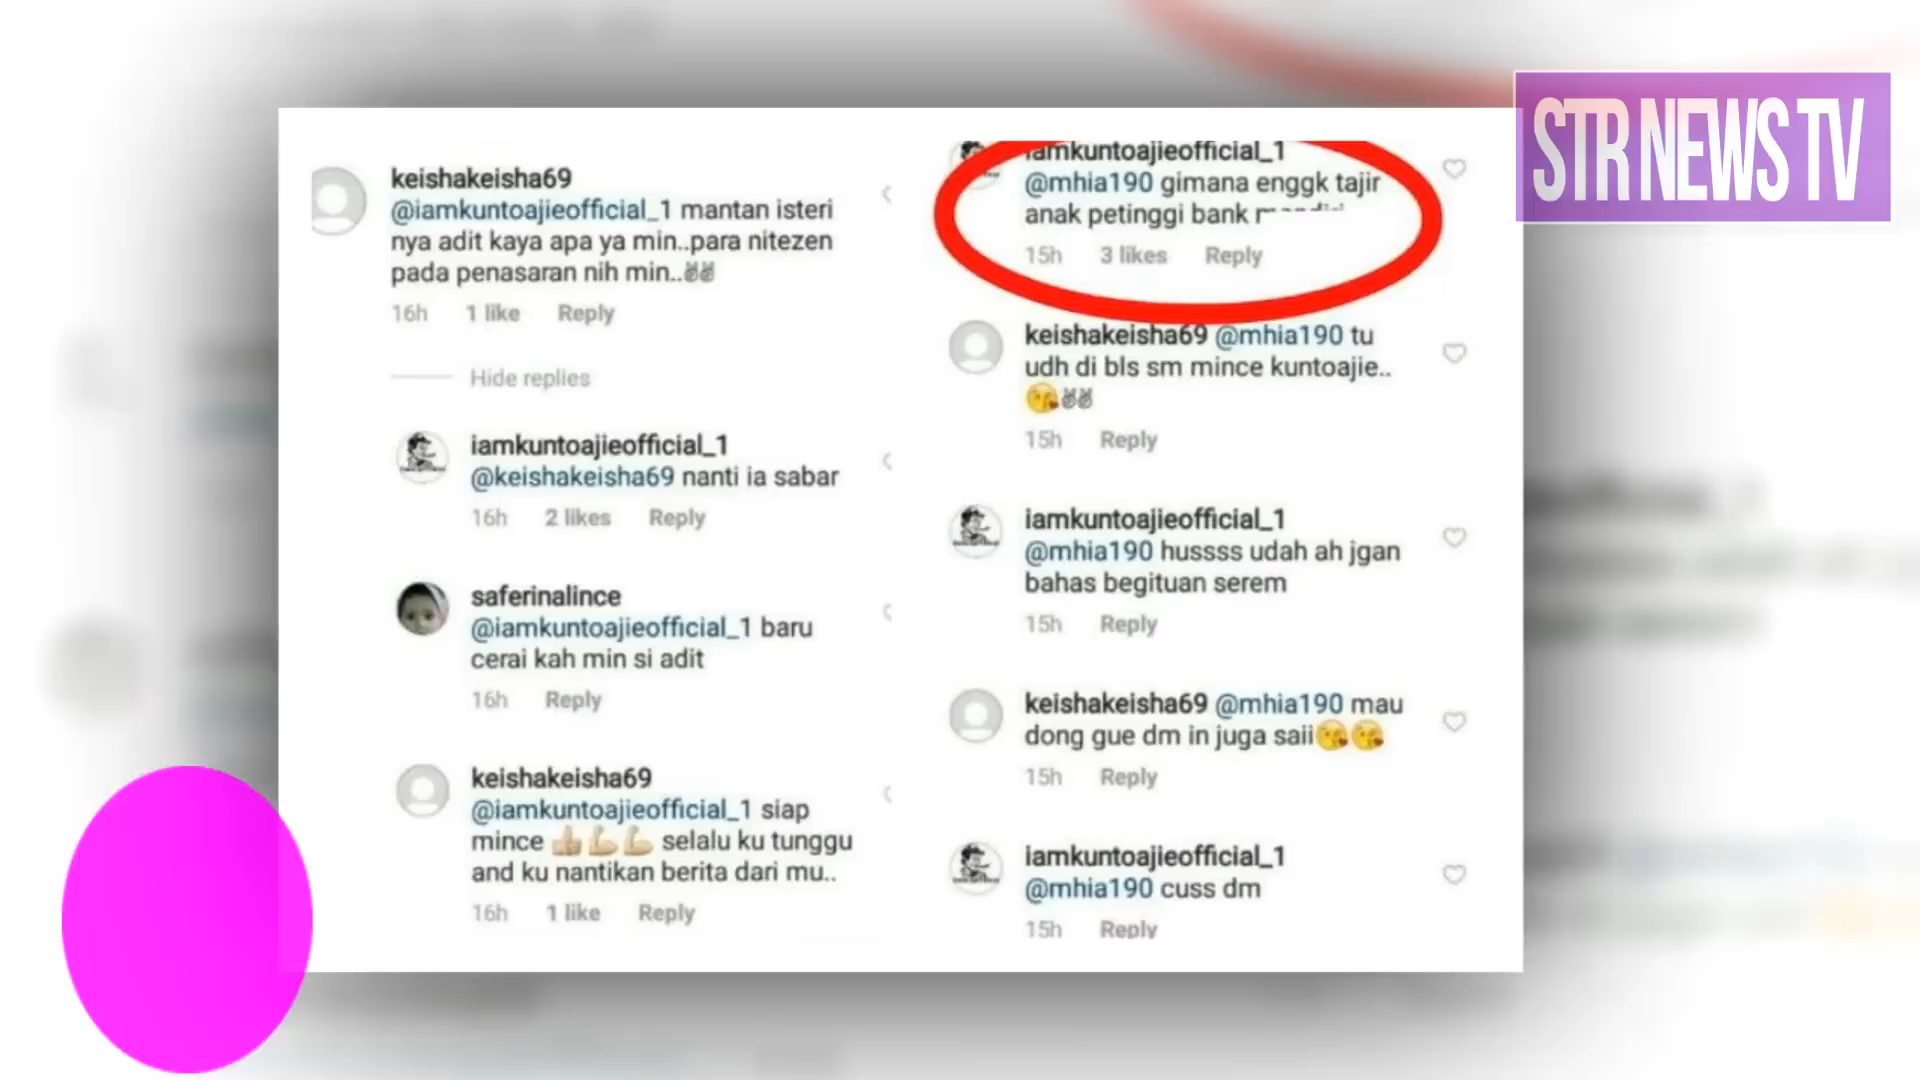 STR NEWS TV
keishakeisha69
@iamkuntoajieofficial_1 mantan isteri
nya adit kaya apa ya min..para nitezen
pada penasaran nih min..✌✌
16h 1 like Reply
Hide replies
iamkuntoajieofficial_1
@keishakeisha69 nanti ia sabar
16h 2 likes Reply
saferinalince
@iamkuntoajieofficial_1 baru
cerai kah min si adit
16h Reply
keishakeisha69
@iamkuntoajieofficial_1 siap
mince 👍💪💪 selalu ku tunggu
and ku nantikan berita dari mu..
16h 1 like Reply
iamkuntoajieofficial_1
@mhia190 gimana enggk tajir
anak petinggi bank
15h 3 likes Reply
keishakeisha69 @mhia190 tu
udh di bls sm mince kuntoajie..
😘✌✌
15h Reply
iamkuntoajieofficial_1
@mhia190 hussss udah ah jgan
bahas begituan serem
15h Reply
keishakeisha69 @mhia190 mau
dong gue dm in juga saii😘😘
15h Reply
iamkuntoajieofficial_1
@mhia190 cuss dm
15h Reply